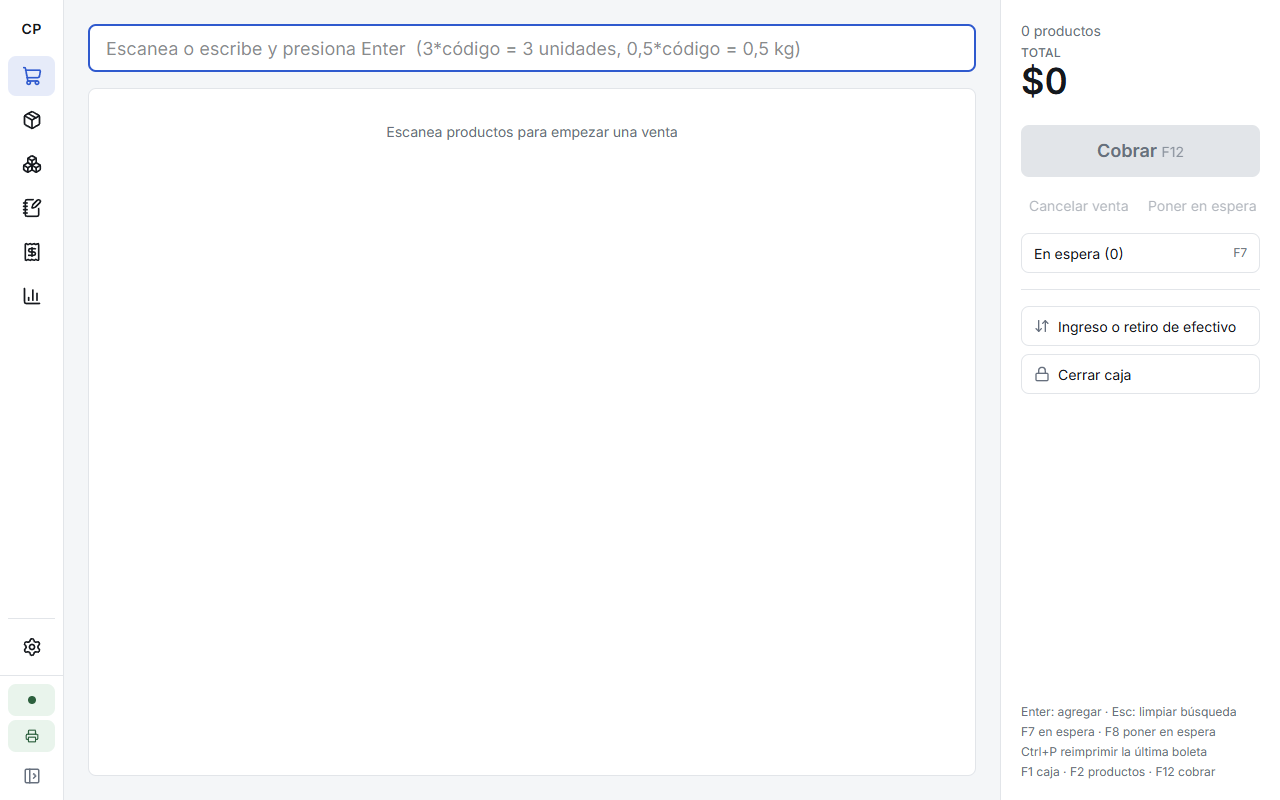 CP
Escanea o escribe y presiona Enter  (3*código = 3 unidades, 0,5*código = 0,5 kg)
Escanea productos para empezar una venta
0 productos
TOTAL
$0
Cobrar F12
Cancelar venta Poner en espera
En espera (0) F7
Ingreso o retiro de efectivo
Cerrar caja
Enter: agregar · Esc: limpiar búsqueda
F7 en espera · F8 poner en espera
Ctrl+P reimprimir la última boleta
F1 caja · F2 productos · F12 cobrar